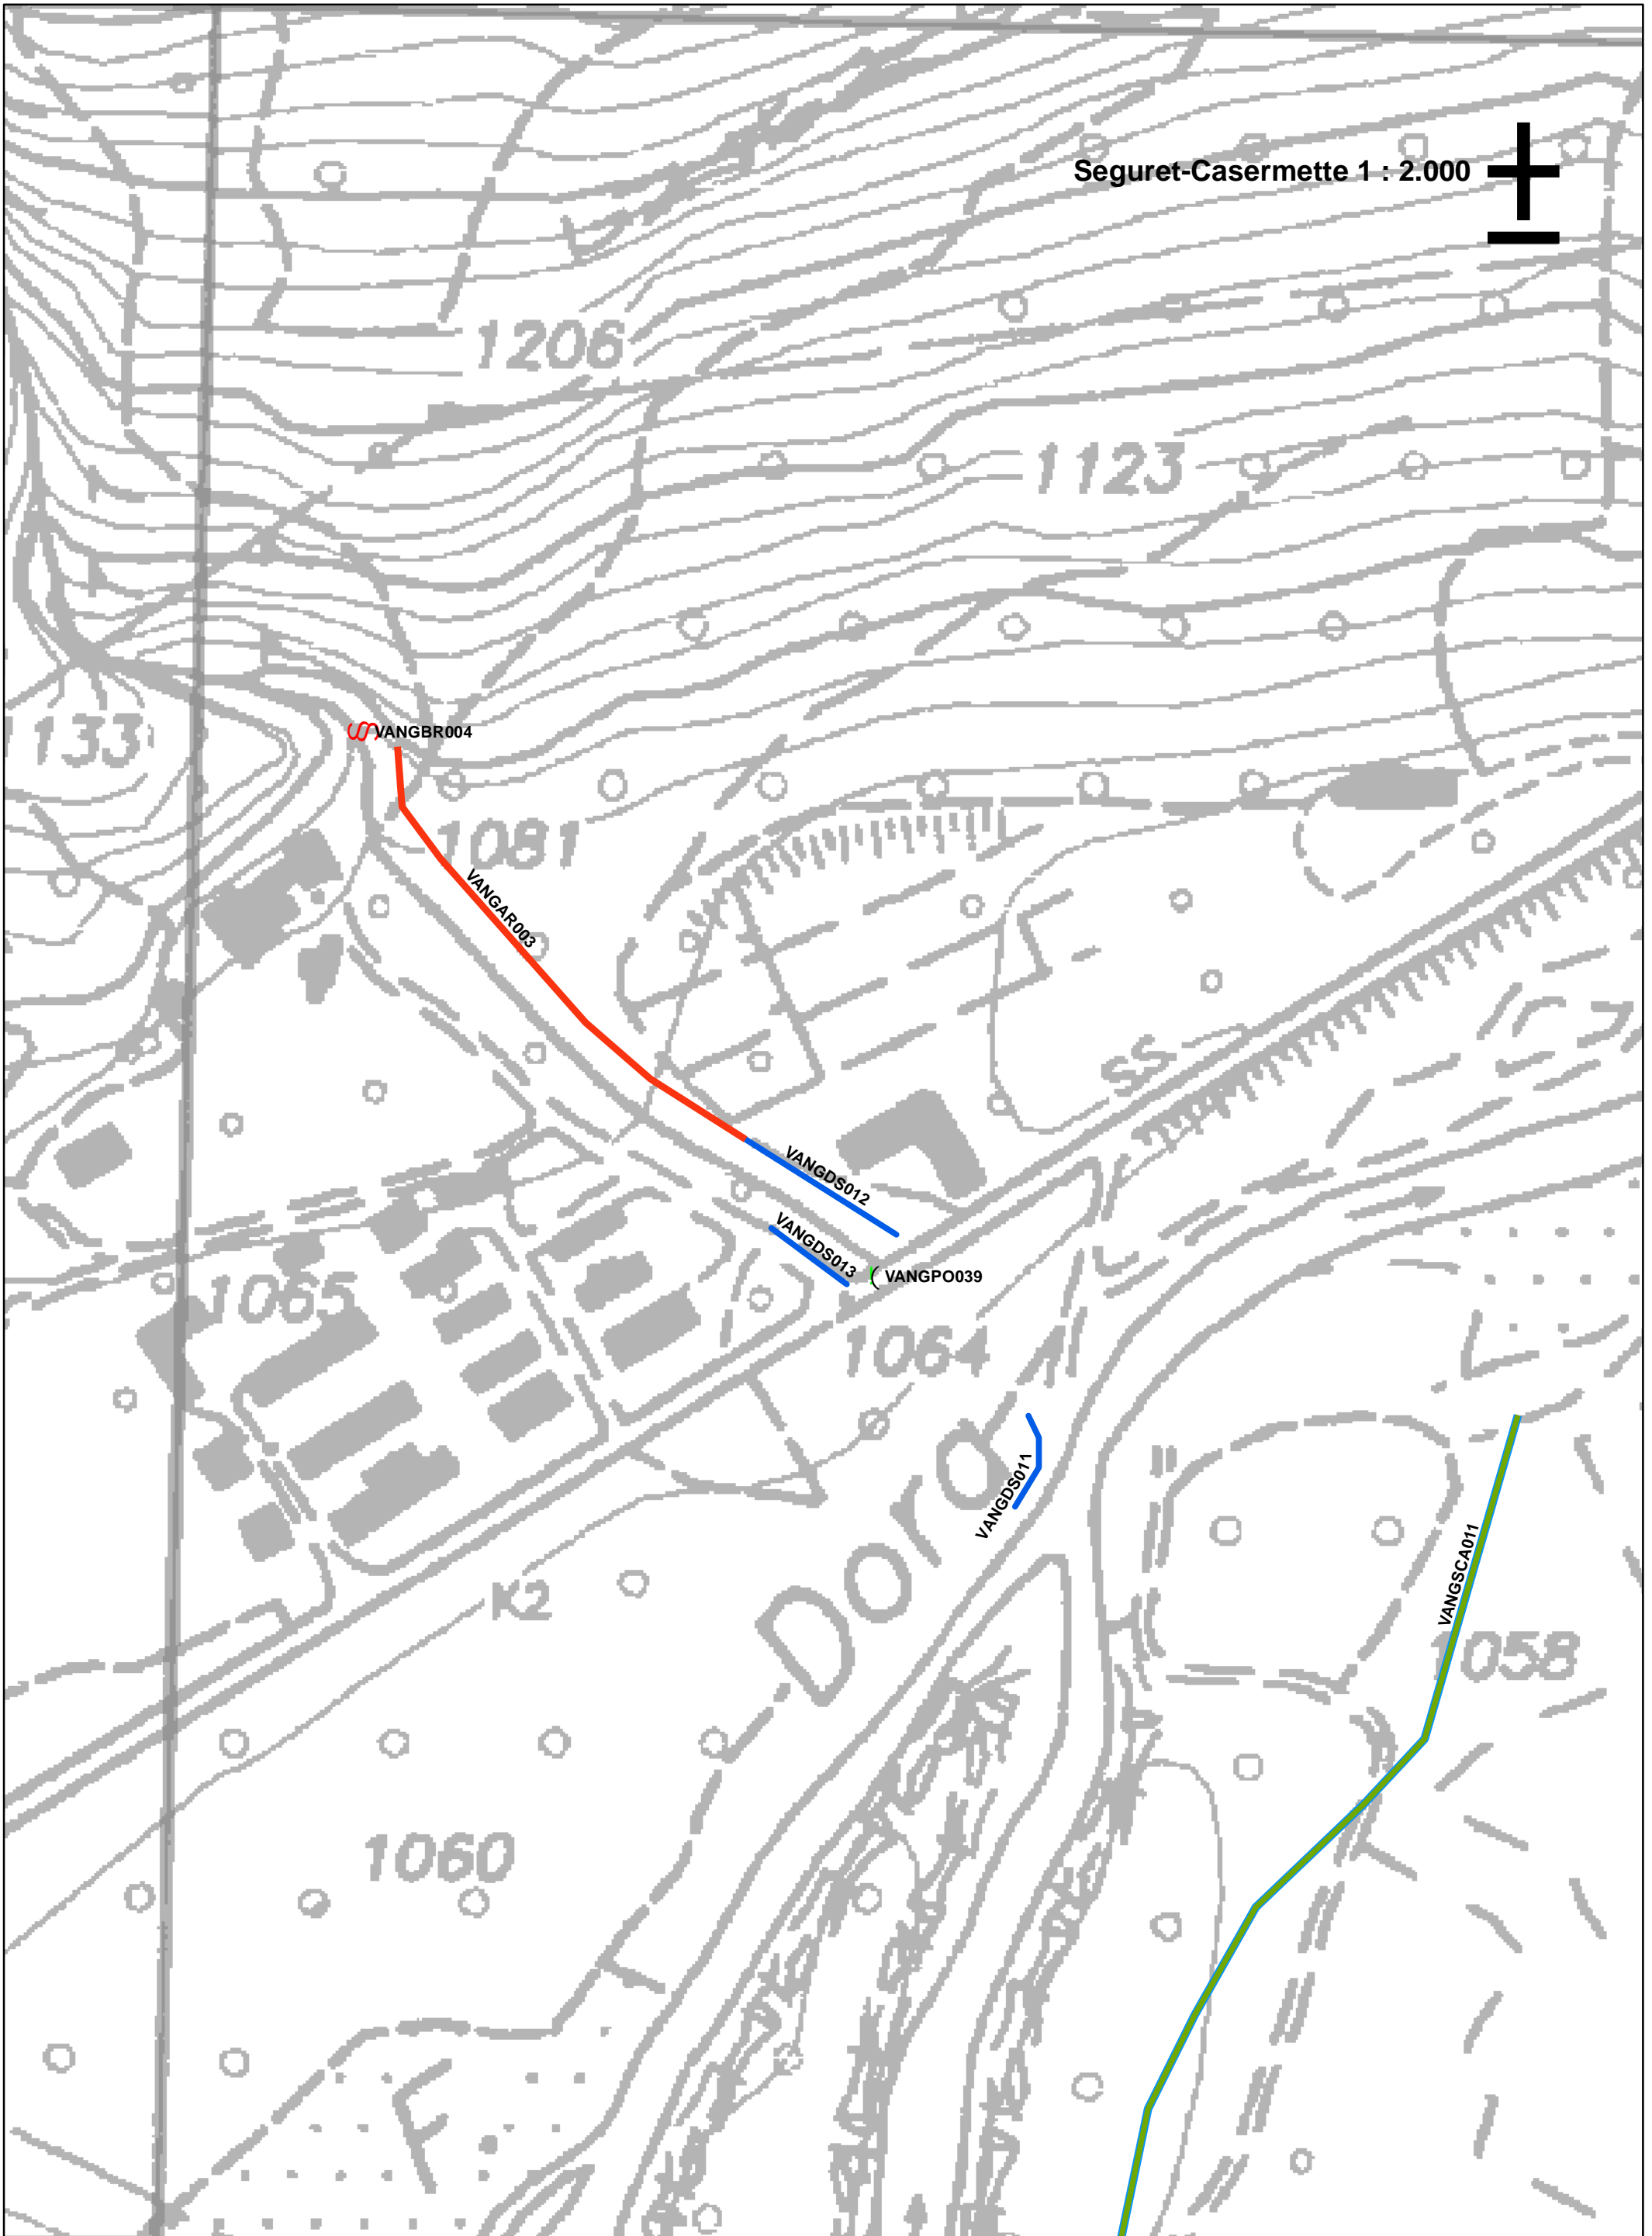 Seguret-Casermette 1 : 2.000
1206
1123
133
VANGBR004
1081
VANGAR003
SS
VANGDS012
VANGDS013
VANGPO039
1065
1064
VANGDS011
Dora
VANGSCA011
K2
1058
1060